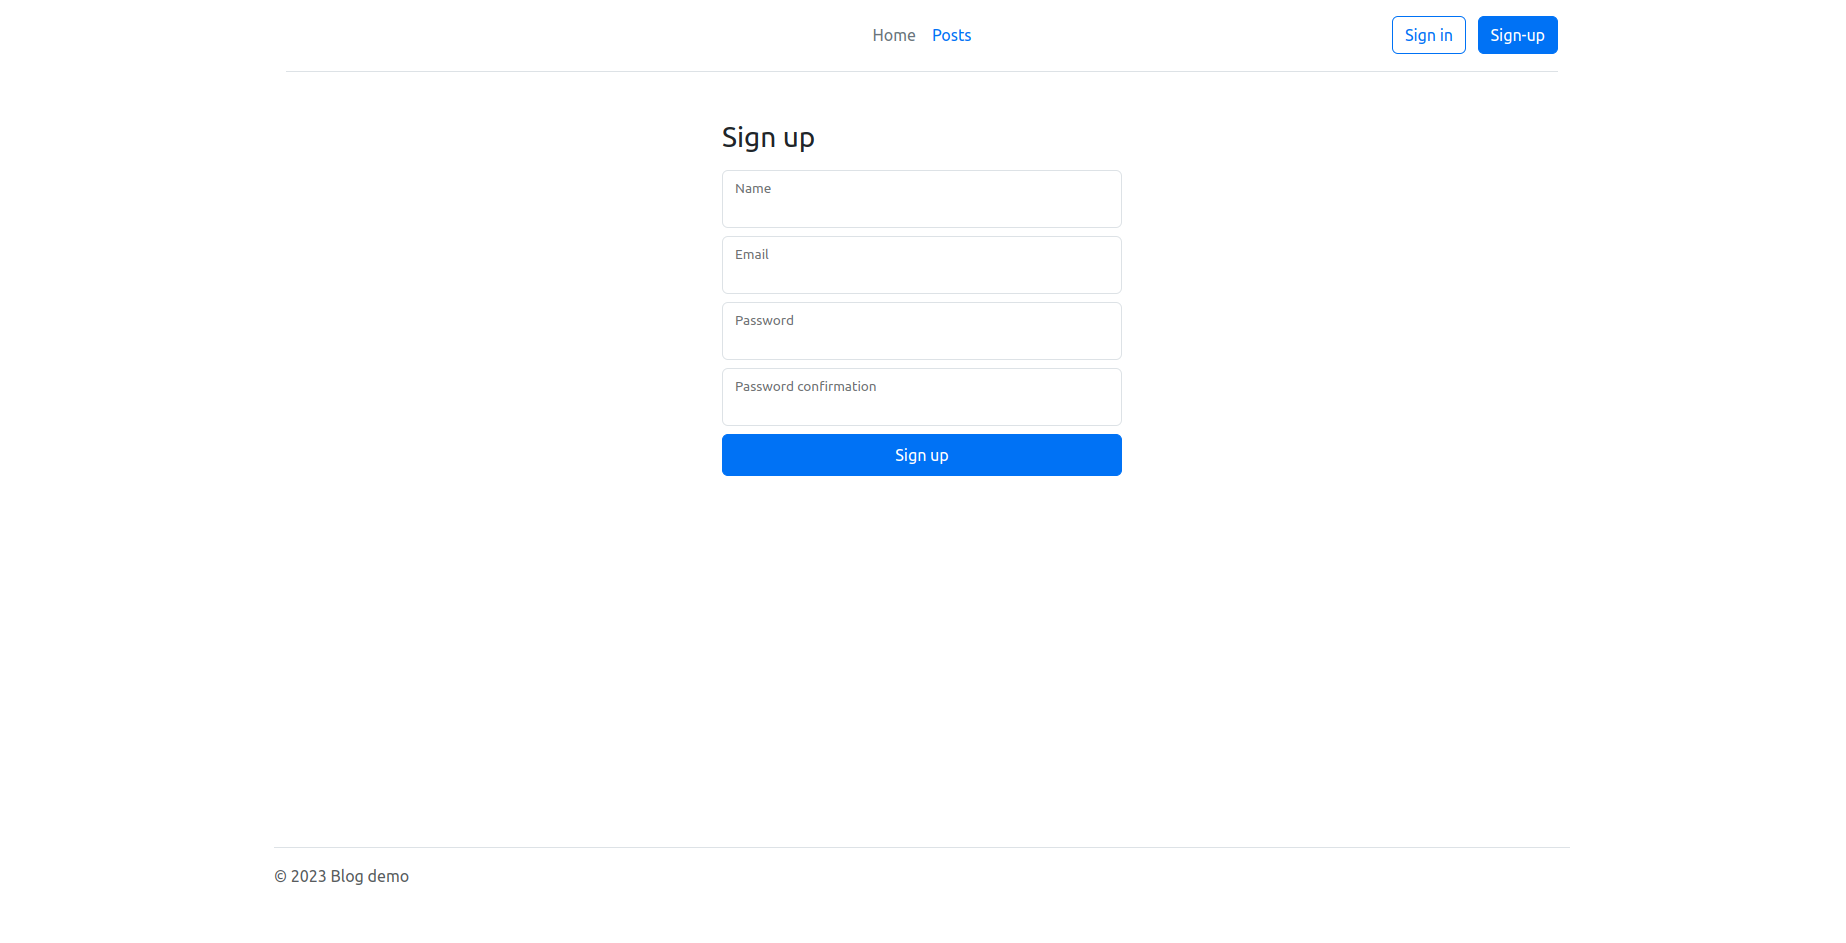 Home Posts Sign in Sign-up
Sign up
Name
Email
Password
Password confirmation
Sign up
© 2023 Blog demo